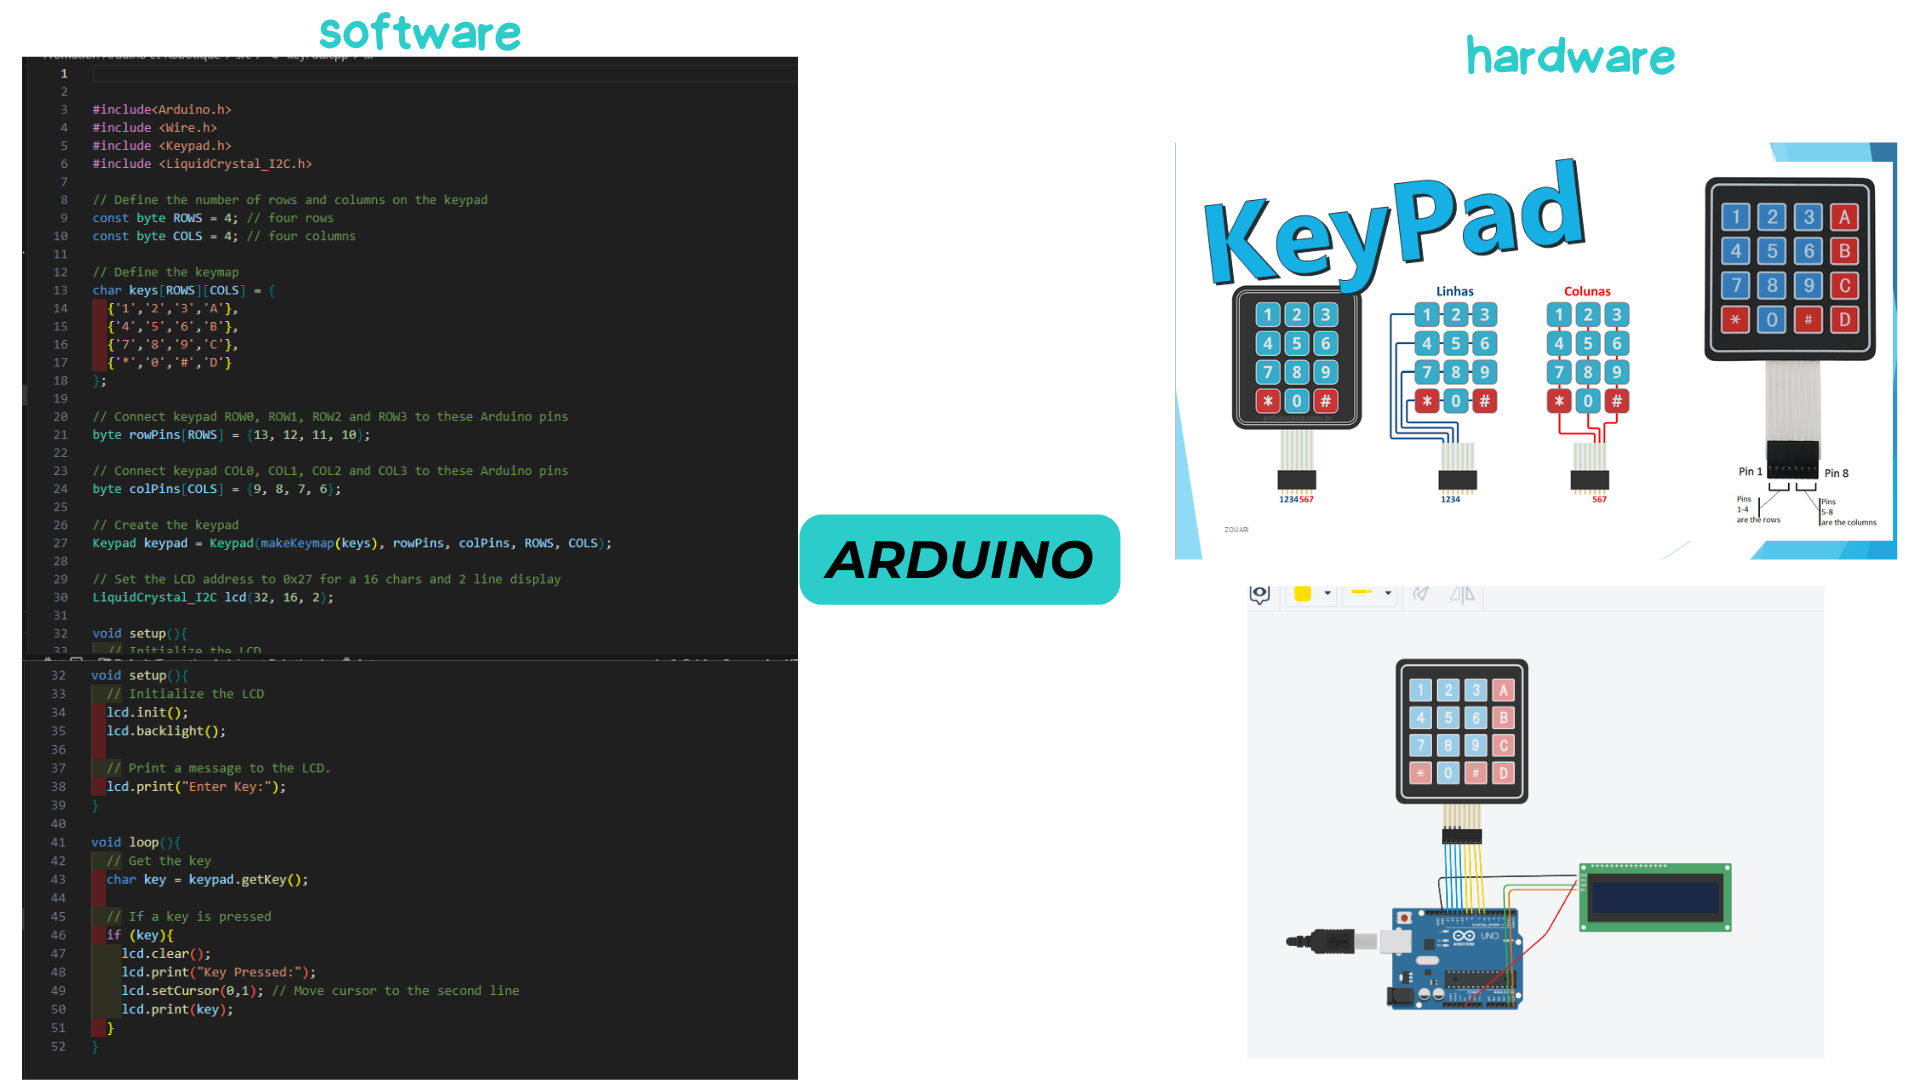 software
1
2
3 #include<Arduino.h>
4 #include <Wire.h>
5 #include <Keypad.h>
6 #include <LiquidCrystal_I2C.h>
7
8 // Define the number of rows and columns on the keypad
9 const byte ROWS = 4; // four rows
10 const byte COLS = 4; // four columns
11
12 // Define the keymap
13 char keys[ROWS][COLS] = {
14 {'1','2','3','A'},
15 {'4','5','6','B'},
16 {'7','8','9','C'},
17 {'*','0','#','D'}
18 };
19
20 // Connect keypad ROW0, ROW1, ROW2 and ROW3 to these Arduino pins
21 byte rowPins[ROWS] = {13, 12, 11, 10};
22
23 // Connect keypad COL0, COL1, COL2 and COL3 to these Arduino pins
24 byte colPins[COLS] = {9, 8, 7, 6};
25
26 // Create the keypad
27 Keypad keypad = Keypad(makeKeymap(keys), rowPins, colPins, ROWS, COLS);
28
29 // Set the LCD address to 0x27 for a 16 chars and 2 line display
30 LiquidCrystal_I2C lcd(32, 16, 2);
31
32 void setup(){
33 // Initialize the LCD
32 void setup(){
33 // Initialize the LCD
34 lcd.init();
35 lcd.backlight();
36
37 // Print a message to the LCD.
38 lcd.print("Enter Key:");
39 }
40
41 void loop(){
42 // Get the key
43 char key = keypad.getKey();
44
45 // If a key is pressed
46 if (key){
47 lcd.clear();
48 lcd.print("Key Pressed:");
49 lcd.setCursor(0,1); // Move cursor to the second line
50 lcd.print(key);
51 }
52 }
ARDUINO
hardware
KeyPad
1 2 3
4 5 6
7 8 9
* 0 #
1234567
Linhas
1 2 3
4 5 6
7 8 9
* 0 #
1234
Colunas
1 2 3
4 5 6
7 8 9
* 0 #
567
ZOUARI
1 2 3 A
4 5 6 B
7 8 9 C
* 0 # D
Pin 1
Pin 8
Pins
1-4
are the rows
Pins
5-8
are the columns
1 2 3 A
4 5 6 B
7 8 9 C
* 0 # D
UNO